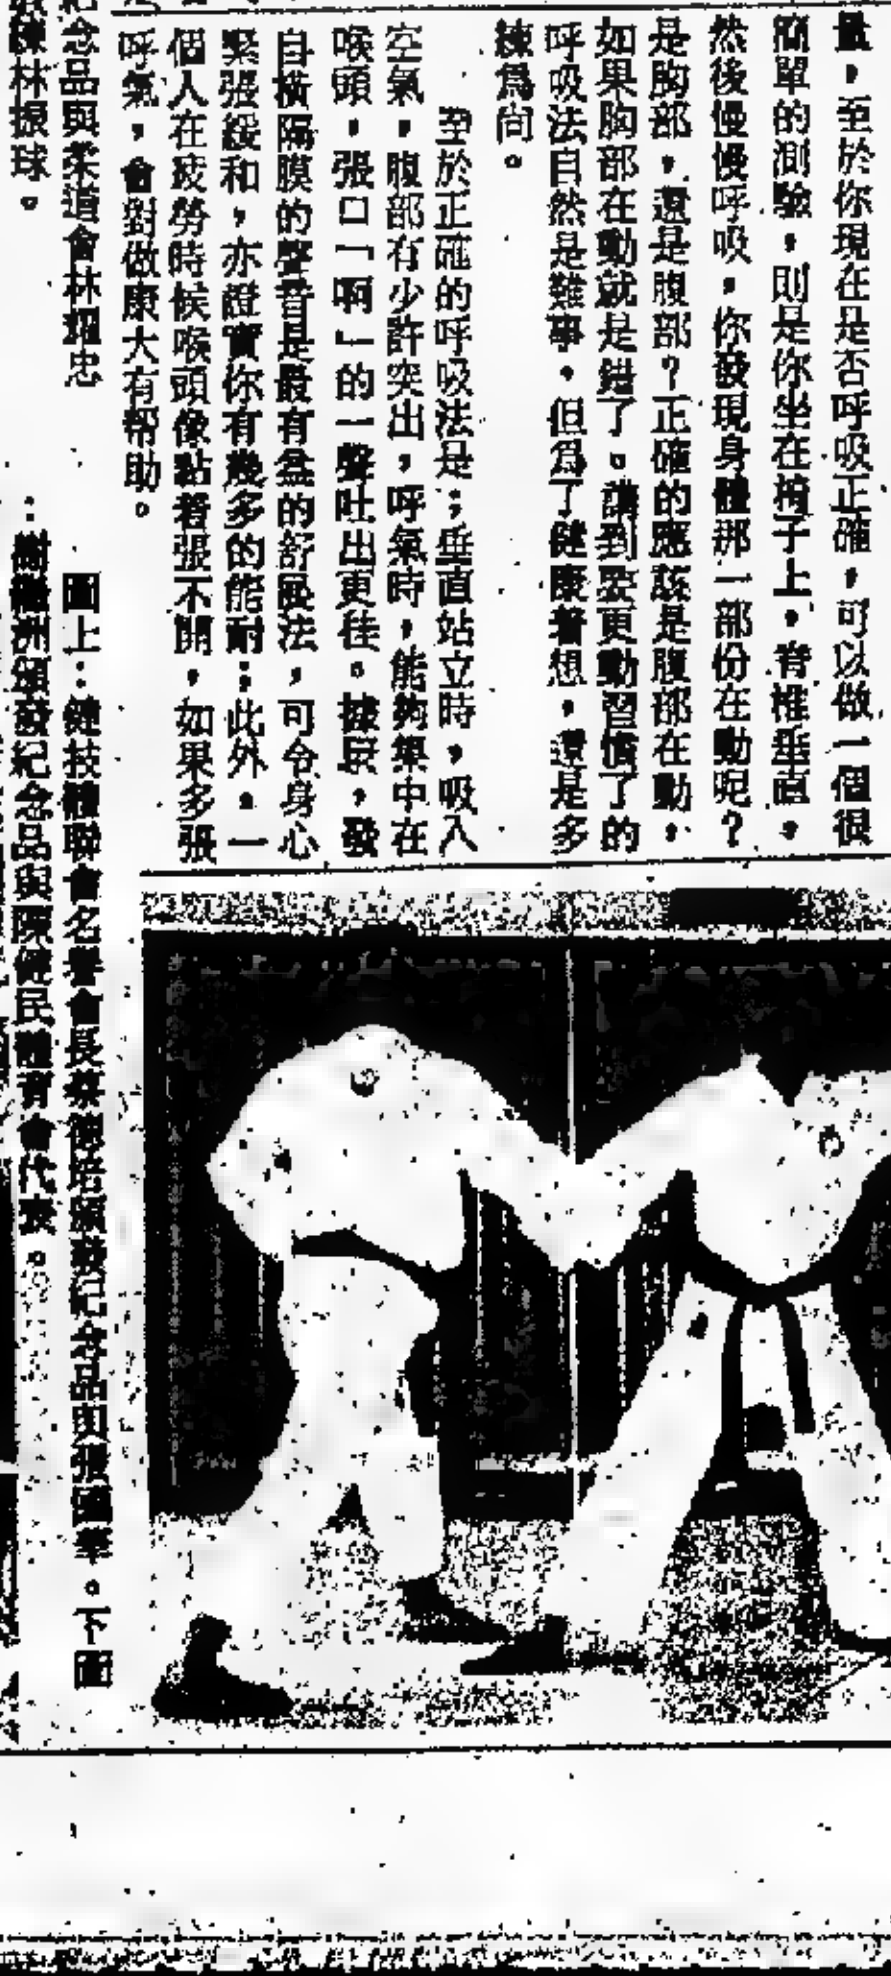 量,至於你現在是否呼吸正確,可以做一個很
簡單的測驗,則是你坐在椅子上,脊椎垂直,
然後慢慢呼吸,你發現身體那一部份在動呢?
是胸部,還是腹部?正確的應該是腹部在動,
如果胸部在動就是錯了。講到要更動習慣了的
呼吸法自然是難事,但爲了健康着想,還是多
練爲尙。
至於正確的呼吸法是;垂直站立時,吸入
空氣,腹部有少許突出,呼氣時,能夠集中在
喉頭,張口「啊」的一聲吐出更佳。據聚,發
自橫隔膜的聲音是最有益的舒展法,可令身心
緊張緩和,亦證實你有幾多的能耐;此外,一
個人在疲勞時候喉頭像黏着張不開,如果多張
呼氣,會對做康大有幫助。
紀念品與柔道會林耀忠
練林振球。
圖上:健技體聯會名譽會長蔡德培頒發紀念品與張國華。下圖
:謝 洲頒發紀念品與陳健民體育會代表。